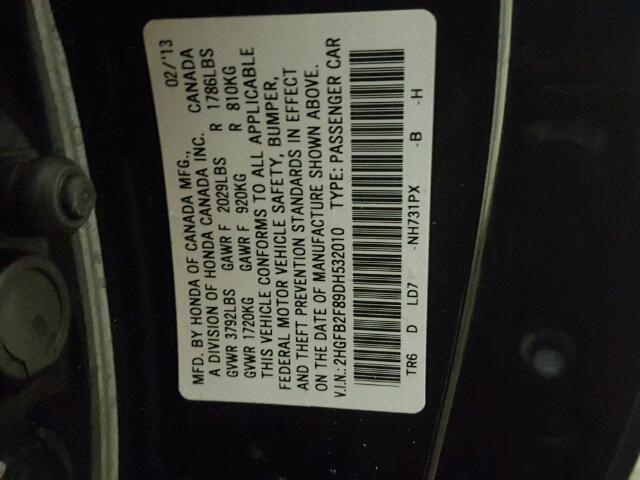 MFD. BY HONDA OF CANADA MFG., 02/'13
A DIVISION OF HONDA CANADA INC. CANADA
GVWR 3792LBS GAWR F 2029LBS R 1786LBS
GVWR 1720KG GAWR F 920KG R 810KG
THIS VEHICLE CONFORMS TO ALL APPLICABLE
FEDERAL MOTOR VEHICLE SAFETY, BUMPER,
AND THEFT PREVENTION STANDARDS IN EFFECT
ON THE DATE OF MANUFACTURE SHOWN ABOVE.
V.I.N.: 2HGFB2F89DH532010 TYPE: PASSENGER CAR
TR6 D LD7 -NH731PX -B -H